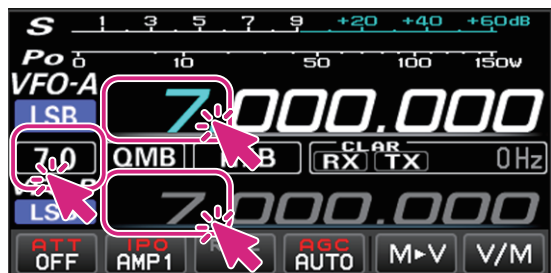 S 1 3 5 7 9 +20 +40 +60dB
Po 0 10 50 100 150W
VFO-A
LSB 7.000.000
7.0 QMB CLAR RX TX 0Hz
LSB 7.000.000
ATT OFF IPO AMP1 AGC AUTO M►V V/M